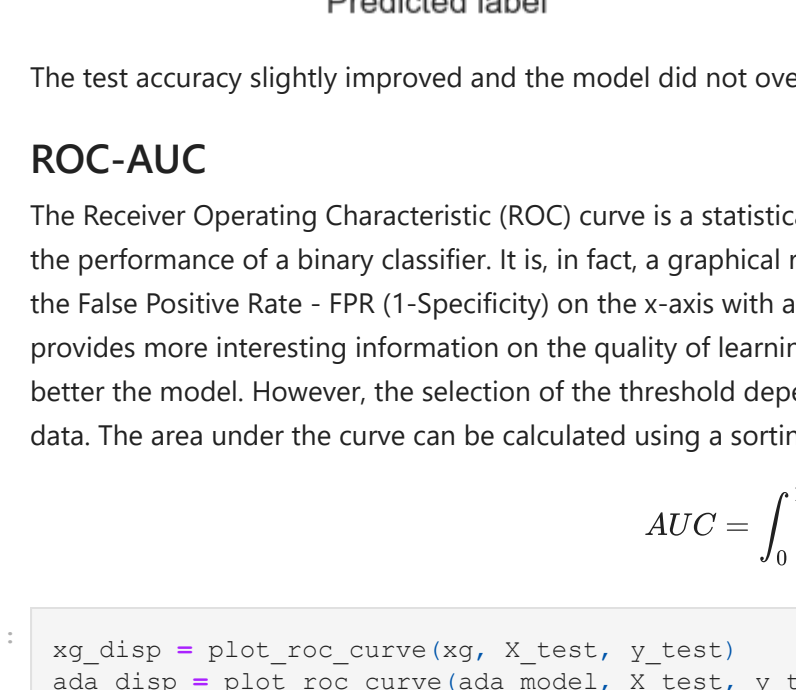 Predicted label
The test accuracy slightly improved and the model did not ove
ROC-AUC
The Receiver Operating Characteristic (ROC) curve is a statistic
the performance of a binary classifier. It is, in fact, a graphical r
the False Positive Rate - FPR (1-Specificity) on the x-axis with a
provides more interesting information on the quality of learnin
better the model. However, the selection of the threshold depe
data. The area under the curve can be calculated using a sortin
AUC = ∫0
:
xg_disp = plot_roc_curve(xg, X_test, y_test)
ada_disp = plot_roc_curve(ada_model, X_test, y_t